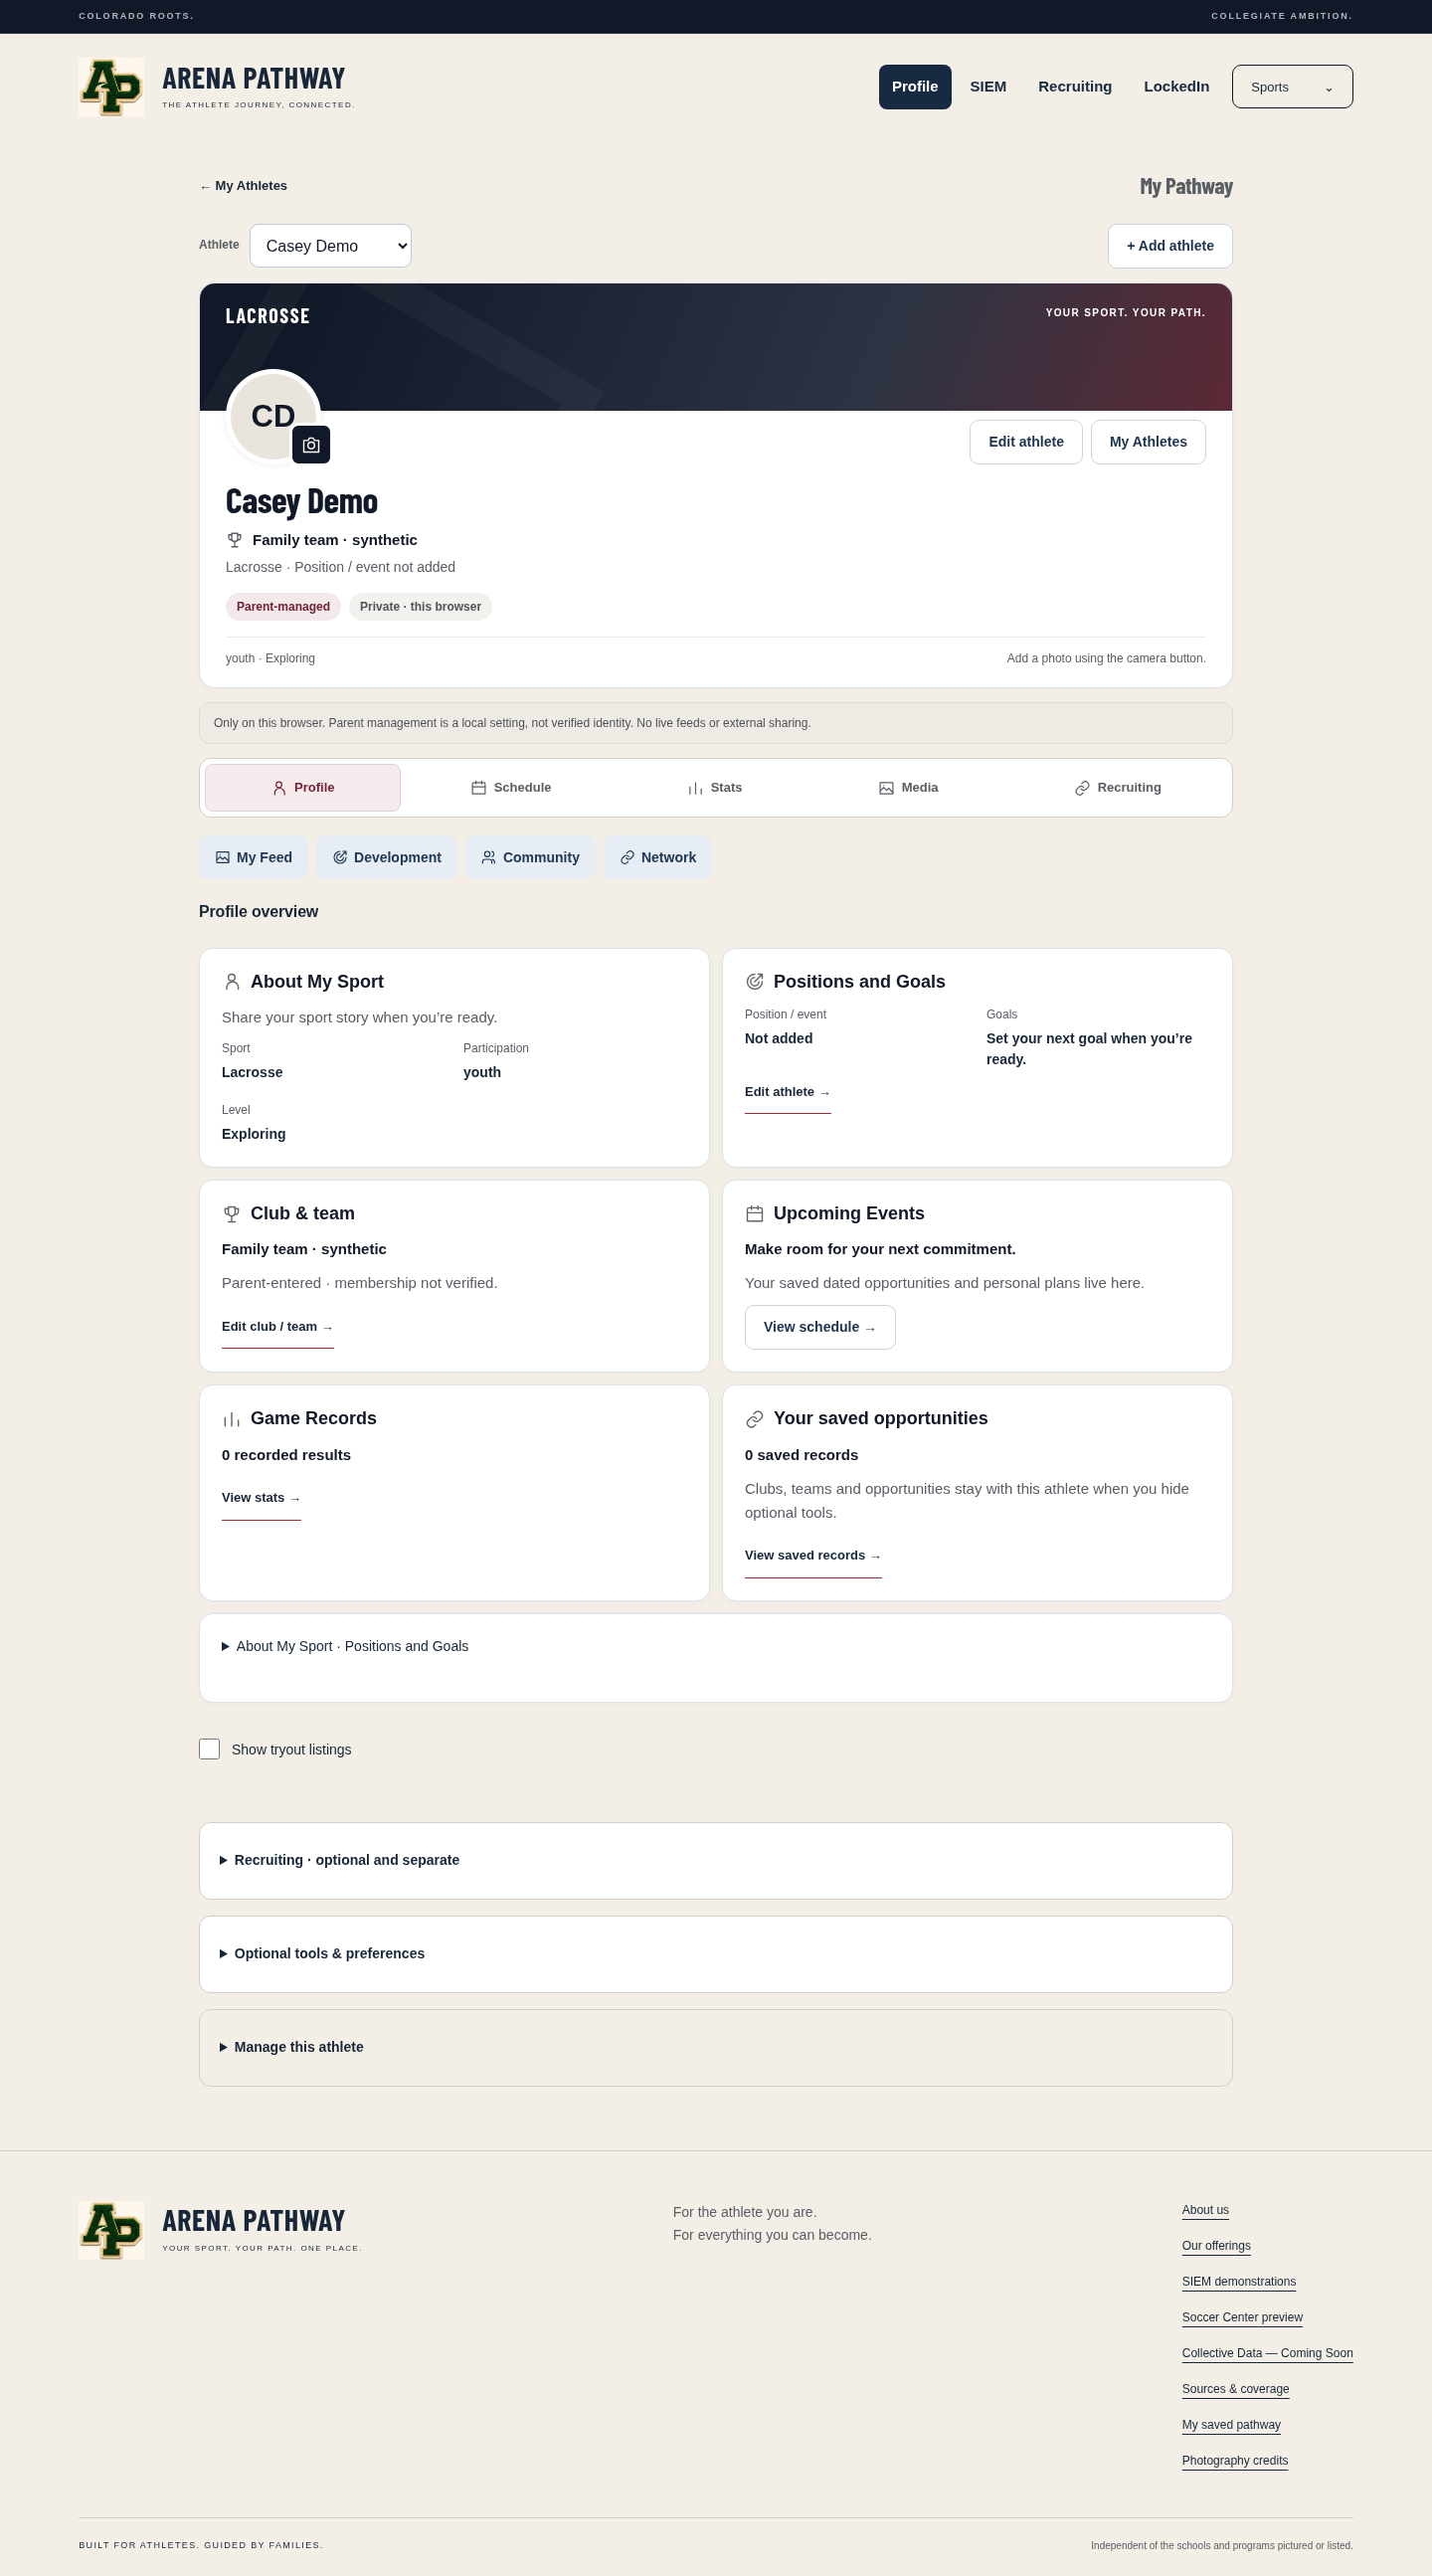 COLORADO ROOTS.
COLLEGIATE AMBITION.
AP
ARENA PATHWAY
THE ATHLETE JOURNEY, CONNECTED.
Profile
SIEM
Recruiting
LockedIn
Sports
← My Athletes
My Pathway
Athlete
Casey Demo
+ Add athlete
LACROSSE
YOUR SPORT. YOUR PATH.
CD
Edit athlete
My Athletes
Casey Demo
Family team · synthetic
Lacrosse · Position / event not added
Parent-managed
Private · this browser
youth · Exploring
Add a photo using the camera button.
Only on this browser. Parent management is a local setting, not verified identity. No live feeds or external sharing.
Profile
Schedule
Stats
Media
Recruiting
My Feed
Development
Community
Network
Profile overview
About My Sport
Share your sport story when you’re ready.
Sport
Participation
Lacrosse
youth
Level
Exploring
Positions and Goals
Position / event
Goals
Not added
Set your next goal when you’re
ready.
Edit athlete →
Club & team
Family team · synthetic
Parent-entered · membership not verified.
Edit club / team →
Upcoming Events
Make room for your next commitment.
Your saved dated opportunities and personal plans live here.
View schedule →
Game Records
0 recorded results
View stats →
Your saved opportunities
0 saved records
Clubs, teams and opportunities stay with this athlete when you hide
optional tools.
View saved records →
About My Sport · Positions and Goals
Show tryout listings
Recruiting · optional and separate
Optional tools & preferences
Manage this athlete
AP
ARENA PATHWAY
YOUR SPORT. YOUR PATH. ONE PLACE.
For the athlete you are.
For everything you can become.
About us
Our offerings
SIEM demonstrations
Soccer Center preview
Collective Data — Coming Soon
Sources & coverage
My saved pathway
Photography credits
BUILT FOR ATHLETES. GUIDED BY FAMILIES.
Independent of the schools and programs pictured or listed.